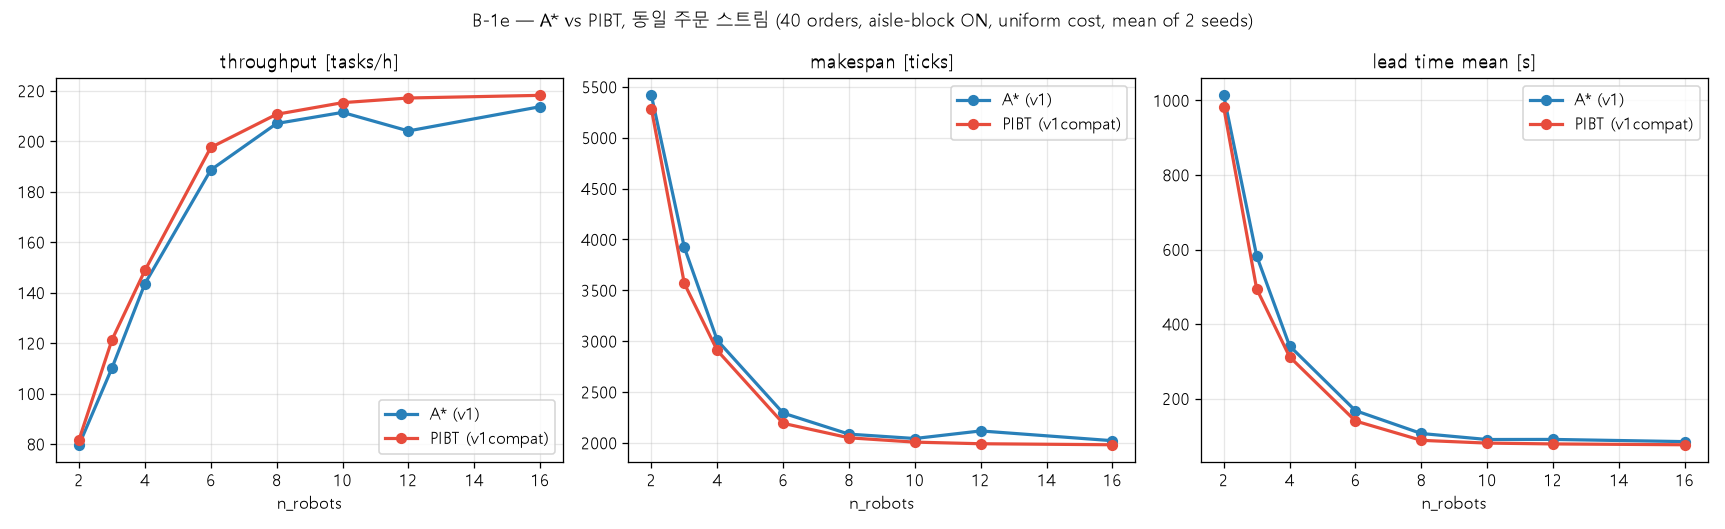 B-1e — A* vs PIBT, 동일 주문 스트림 (40 orders, aisle-block ON, uniform cost, mean of 2 seeds)
throughput [tasks/h]
220
200
180
160
140
120
100
80
2 4 6 8 10 12 14 16
n_robots
A* (v1)
PIBT (v1compat)
makespan [ticks]
5500
5000
4500
4000
3500
3000
2500
2000
2 4 6 8 10 12 14 16
n_robots
A* (v1)
PIBT (v1compat)
lead time mean [s]
1000
800
600
400
200
2 4 6 8 10 12 14 16
n_robots
A* (v1)
PIBT (v1compat)